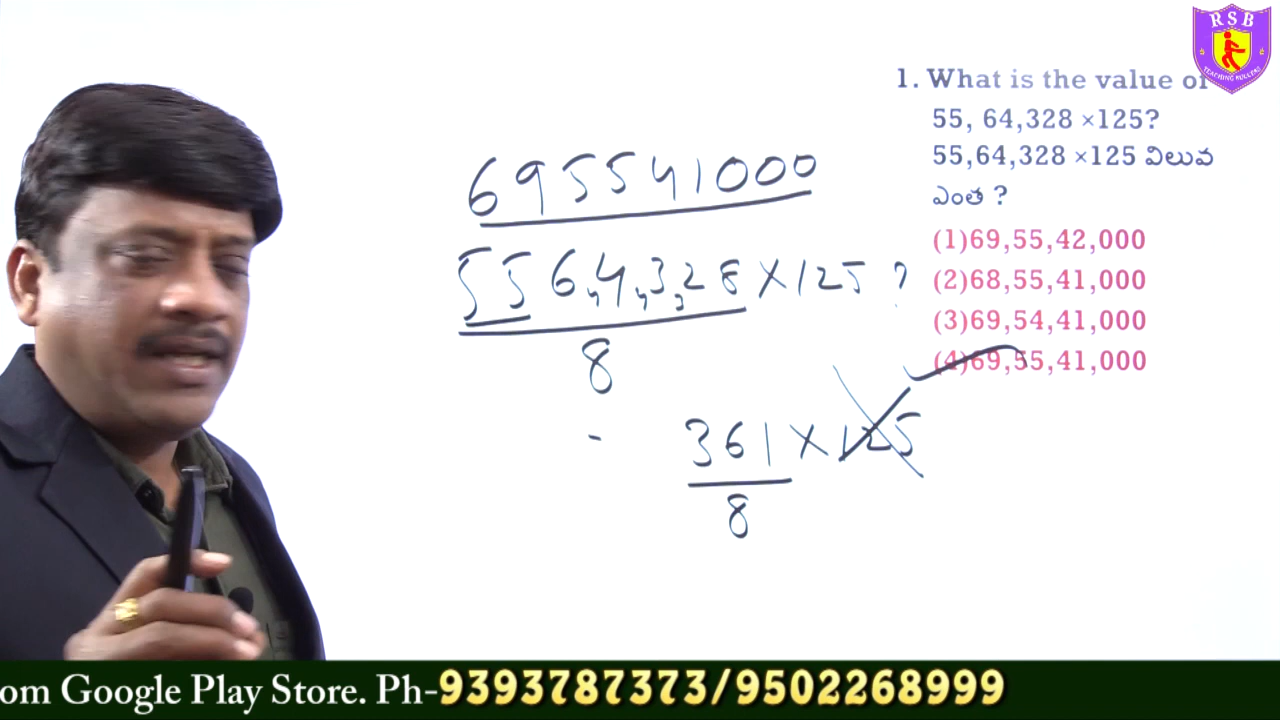 RSB
TEACHING BULLERS
1. What is the value of
55, 64,328 ×125?
55,64,328 ×125 విలువ
ఎంత ?
(1)69,55,42,000
(2)68,55,41,000
(3)69,54,41,000
(4)69,55,41,000
695541000
5564328×125 ?
8
361×125
8
om Google Play Store. Ph-9393787373/9502268999